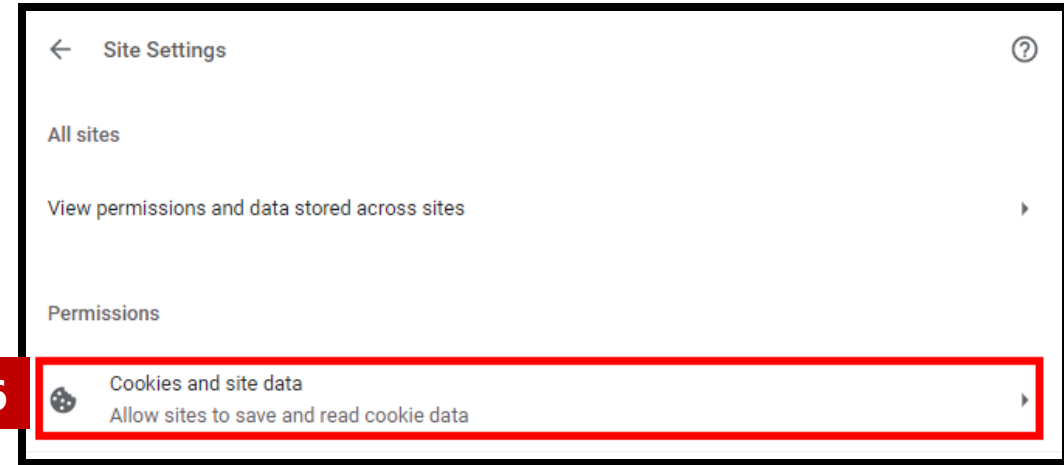 Site Settings
All sites
View permissions and data stored across sites
Permissions
Cookies and site data
Allow sites to save and read cookie data